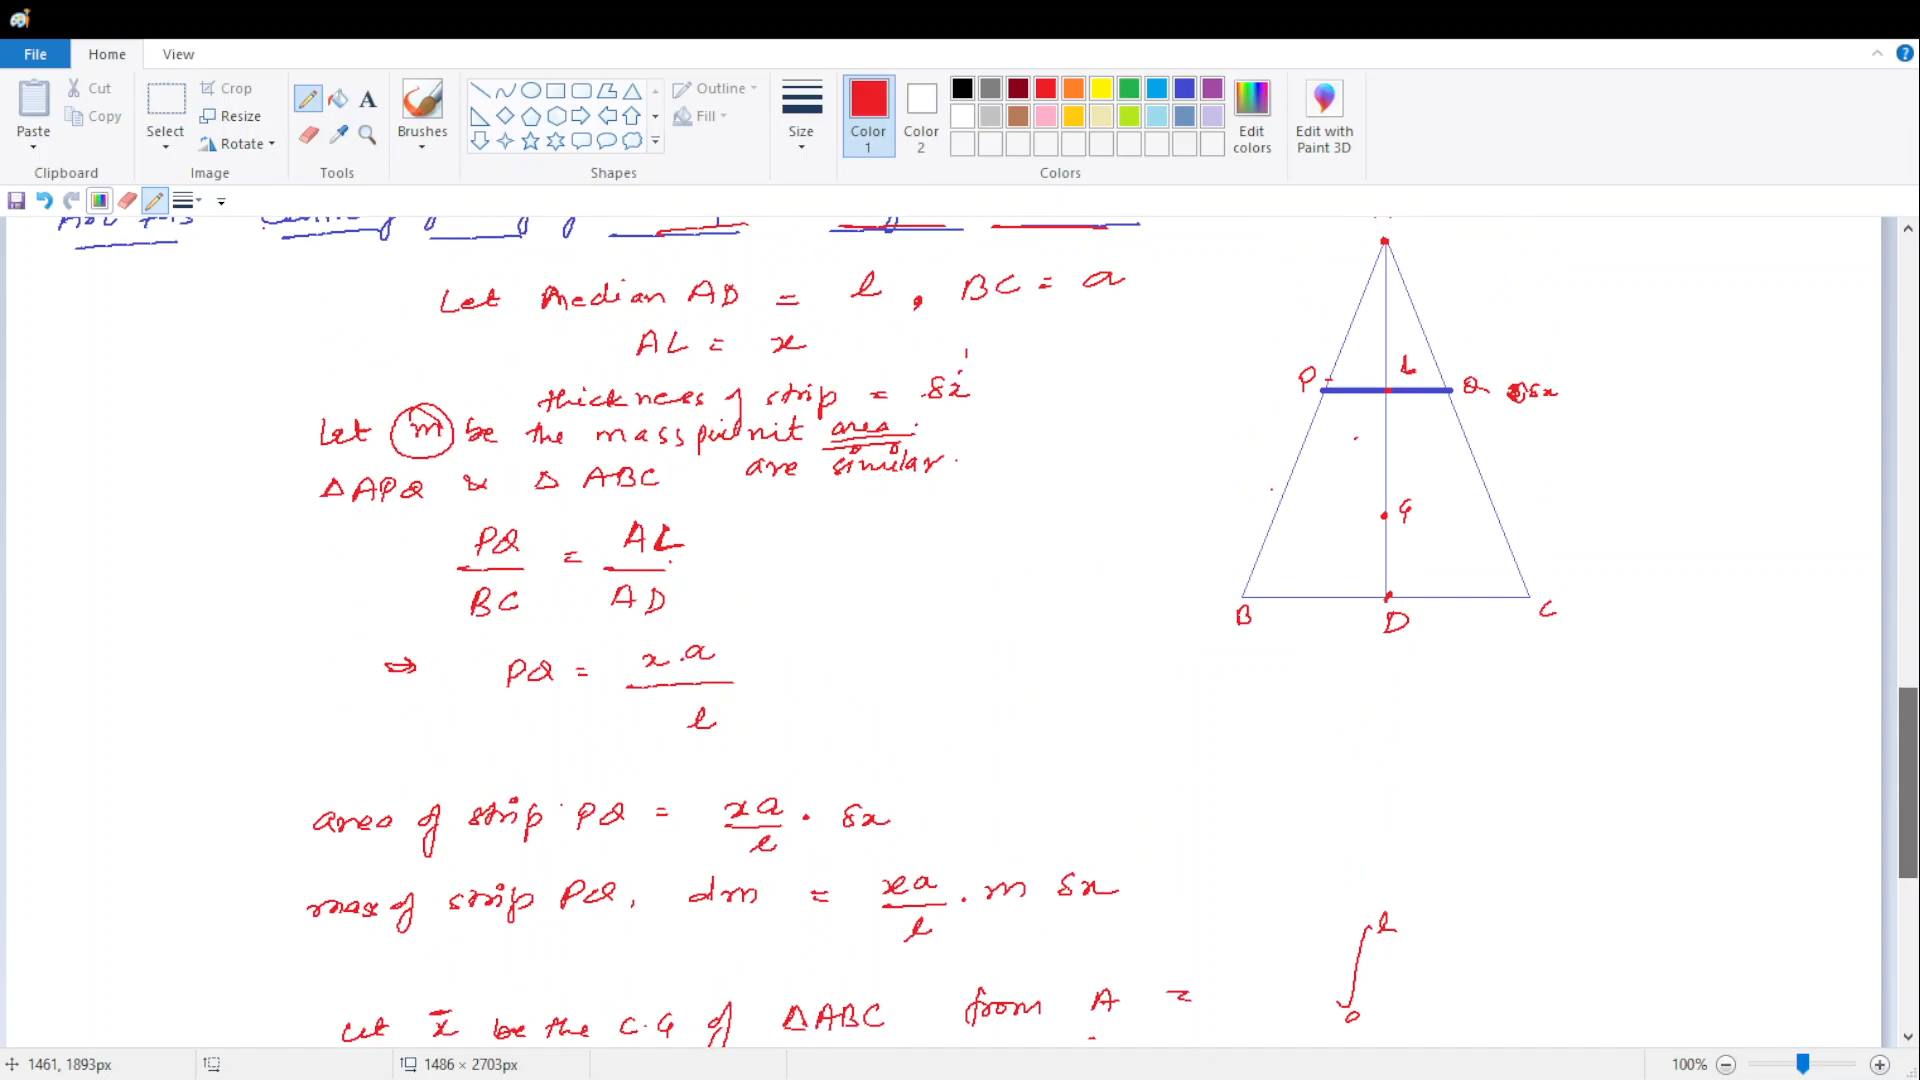 File Home View
Paste
Cut
Copy
Clipboard
Select
Crop
Resize
Rotate
Image
Tools
Brushes
Shapes
Outline
Fill
Size
Color 1
Color 2
Edit colors
Edit with Paint 3D
Colors
Let Median AD = l, BC = a
AL = x
thickness of strip = δx
Let m be the mass per unit area.
Δ APQ & Δ ABC are similar.
PQ/BC = AL/AD
⇒ PQ = x.a/l
area of strip PQ = xa/l . δx
mass of strip PQ, dm = xa/l . m δx
Let x̄ be the C.G of ΔABC from A =
∫ l
0
P L Q δx
G
B D C
1461, 1893px
1486 × 2703px
100%